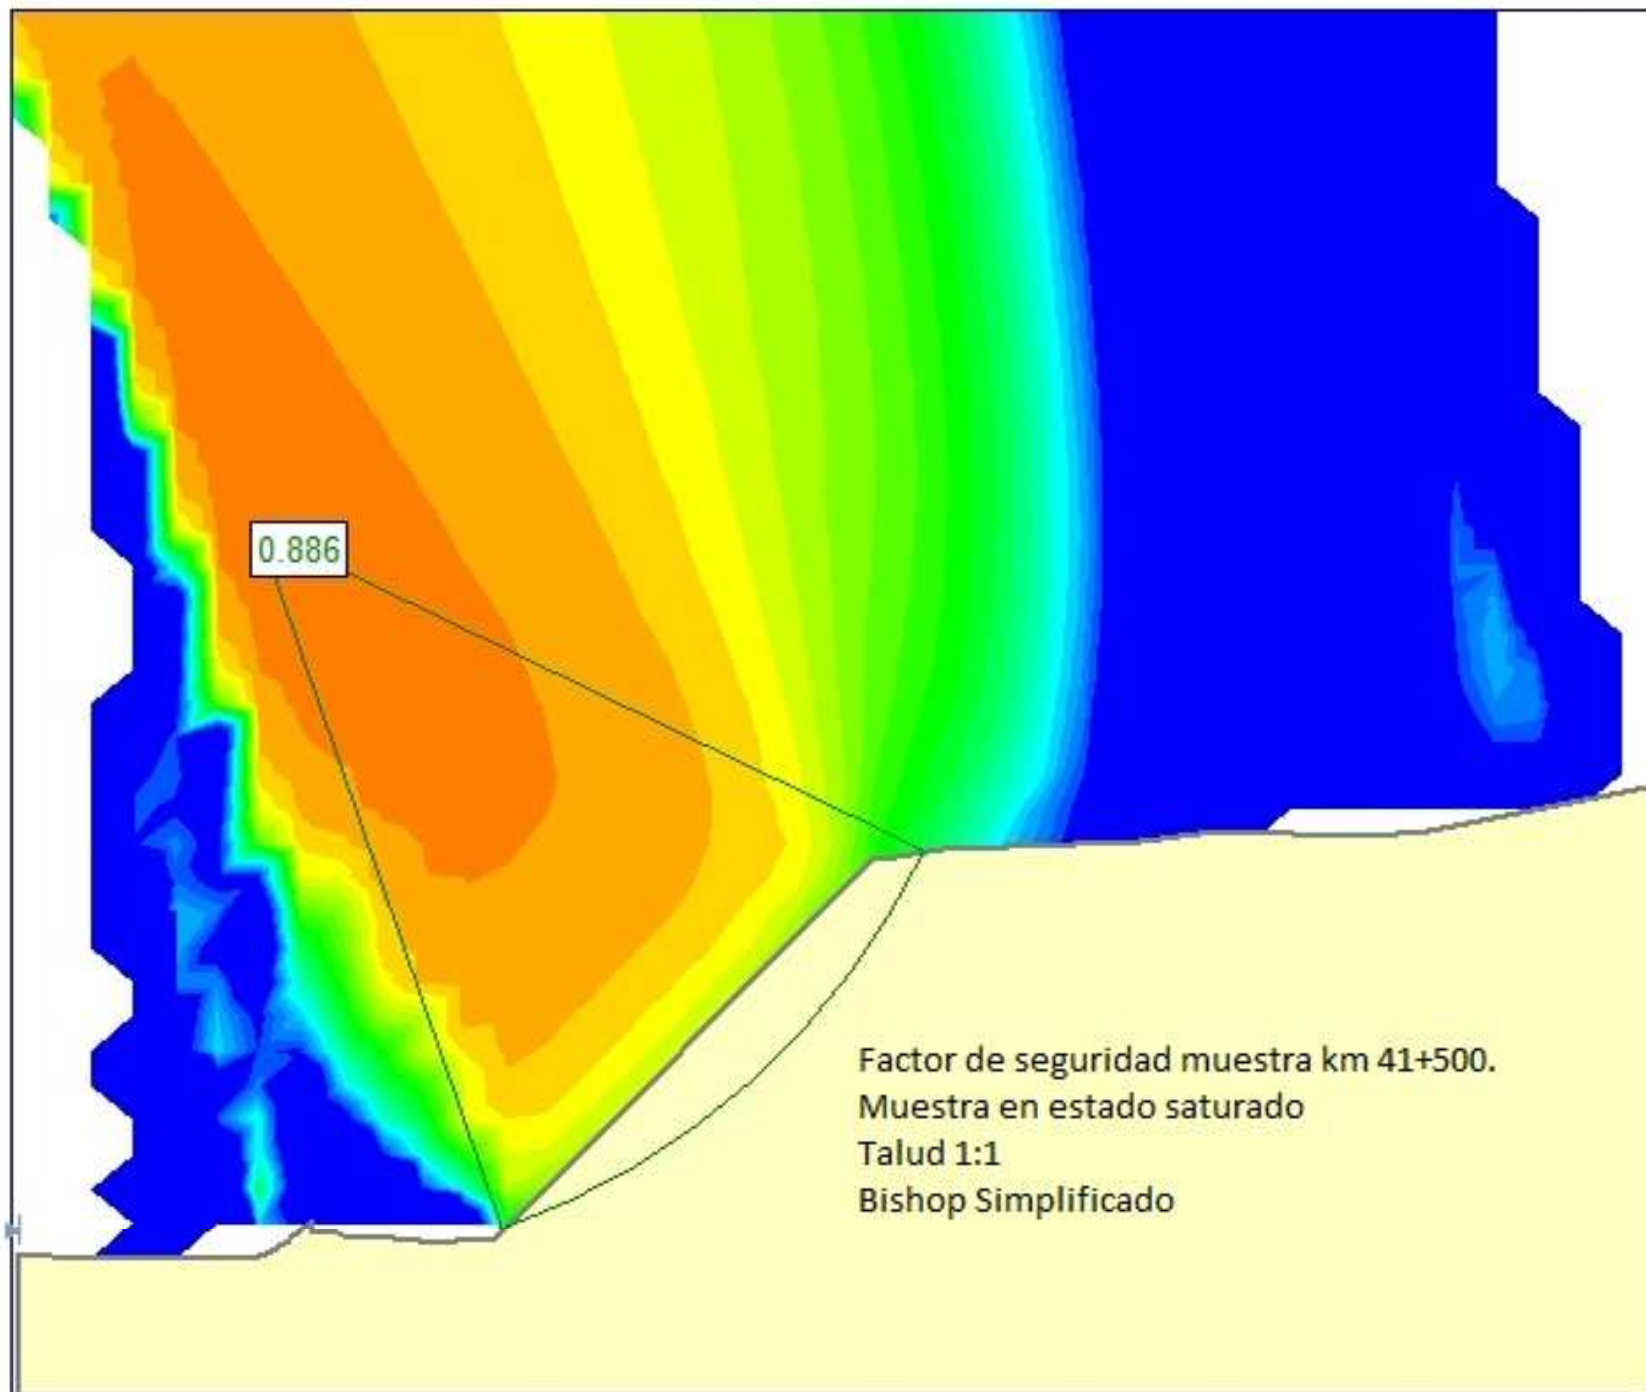 0.886
Factor de seguridad muestra km 41+500.
Muestra en estado saturado
Talud 1:1
Bishop Simplificado